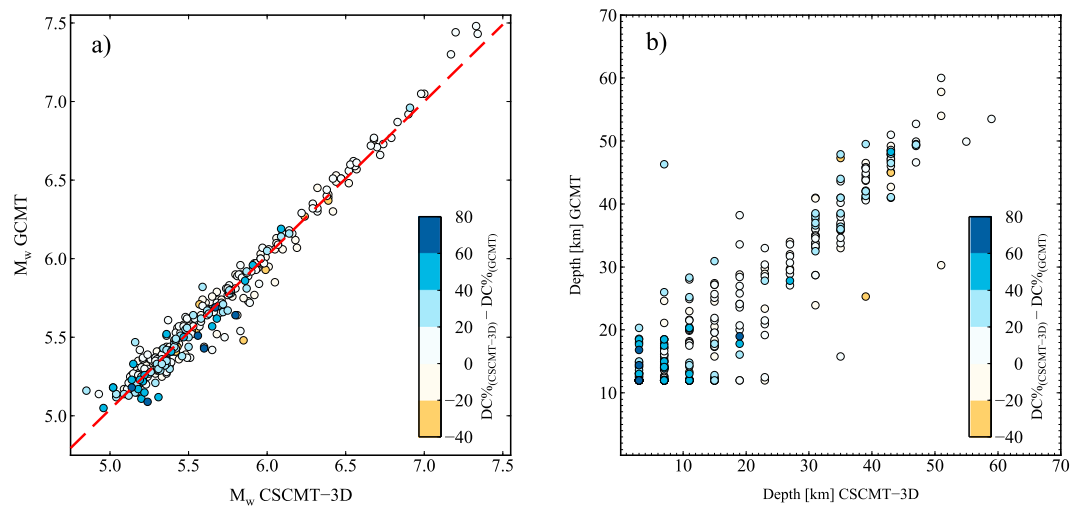 a)
7.5
7.0
6.5
6.0
5.5
5.0
M_w GCMT
5.0 5.5 6.0 6.5 7.0 7.5
M_w CSCMT−3D
80
60
40
20
0
−20
−40
DC%(CSCMT−3D) − DC%(GCMT)
b)
70
60
50
40
30
20
10
Depth [km] GCMT
10 20 30 40 50 60 70
Depth [km] CSCMT−3D
80
60
40
20
0
−20
−40
DC%(CSCMT−3D) − DC%(GCMT)